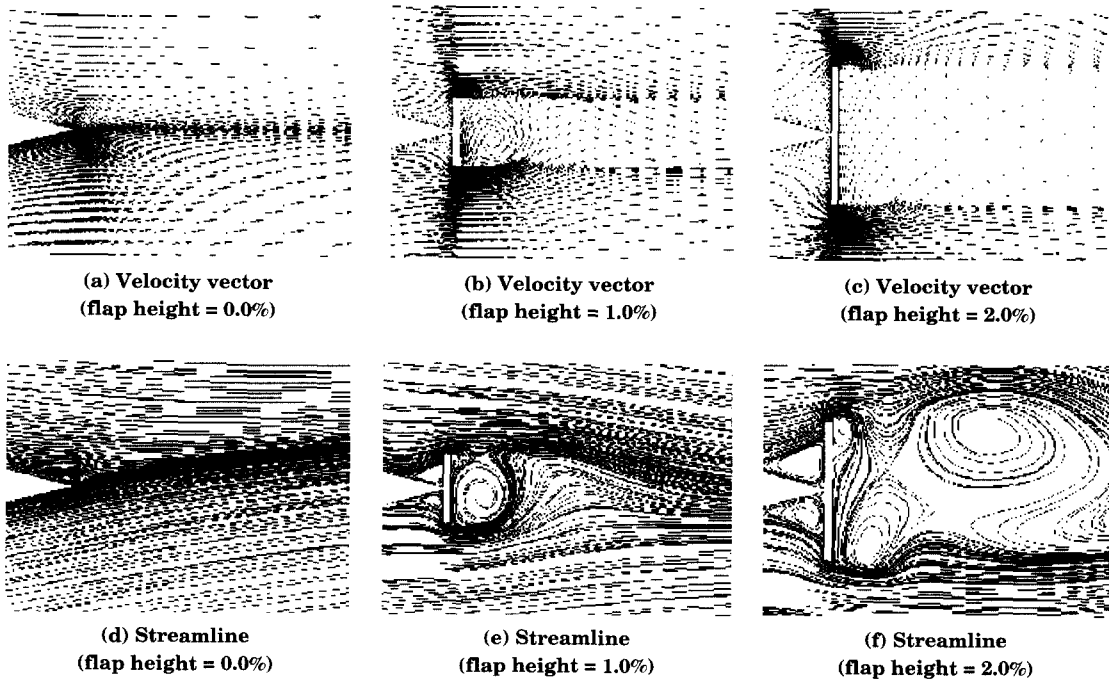 (a) Velocity vector
(flap height = 0.0%)
(b) Velocity vector
(flap height = 1.0%)
(c) Velocity vector
(flap height = 2.0%)
(d) Streamline
(flap height = 0.0%)
(e) Streamline
(flap height = 1.0%)
(f) Streamline
(flap height = 2.0%)